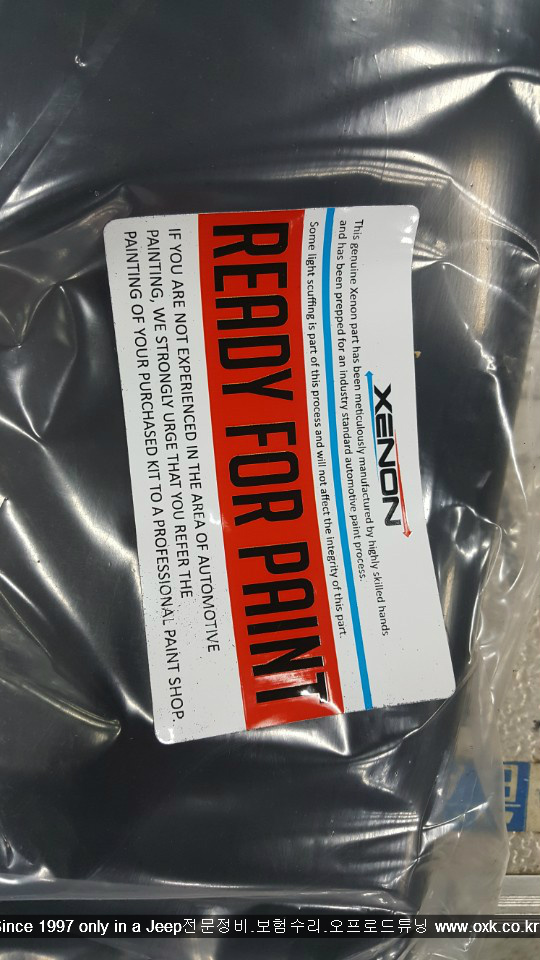 XENON
This genuine Xenon part has been meticulously manufactured by highly skilled hands
and has been prepped for an industry standard automotive paint process.
Some light scuffing is part of this process and will not affect the integrity of this part.
READY FOR PAINT
IF YOU ARE NOT EXPERIENCED IN THE AREA OF AUTOMOTIVE
PAINTING, WE STRONGLY URGE THAT YOU REFER THE
PAINTING OF YOUR PURCHASED KIT TO A PROFESSIONAL PAINT SHOP.
Since 1997 only in a Jeep전문정비.보험수리.오프로드튜닝 www.oxk.co.kr